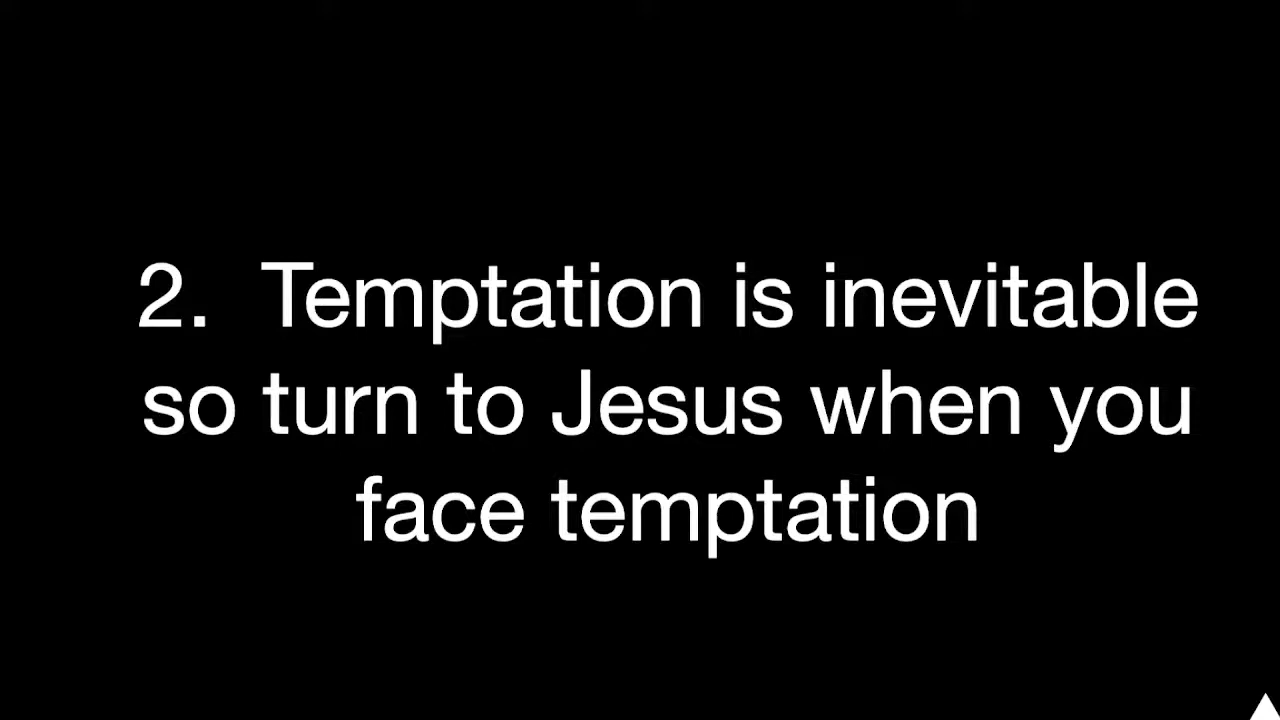 2.  Temptation is inevitable
so turn to Jesus when you
face temptation